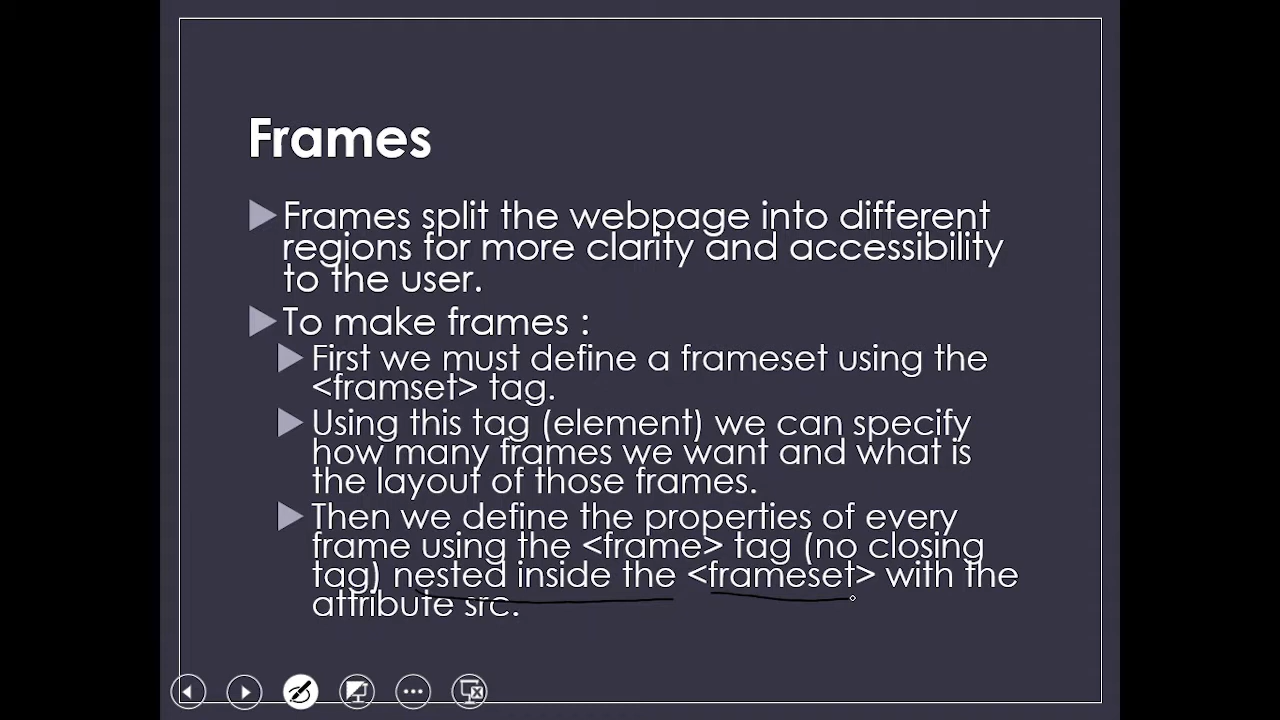 Frames
Frames split the webpage into different
regions for more clarity and accessibility
to the user.
To make frames :
First we must define a frameset using the
<framset> tag.
Using this tag (element) we can specify
how many frames we want and what is
the layout of those frames.
Then we define the properties of every
frame using the <frame> tag (no closing
tag) nested inside the <frameset> with the
attribute src.